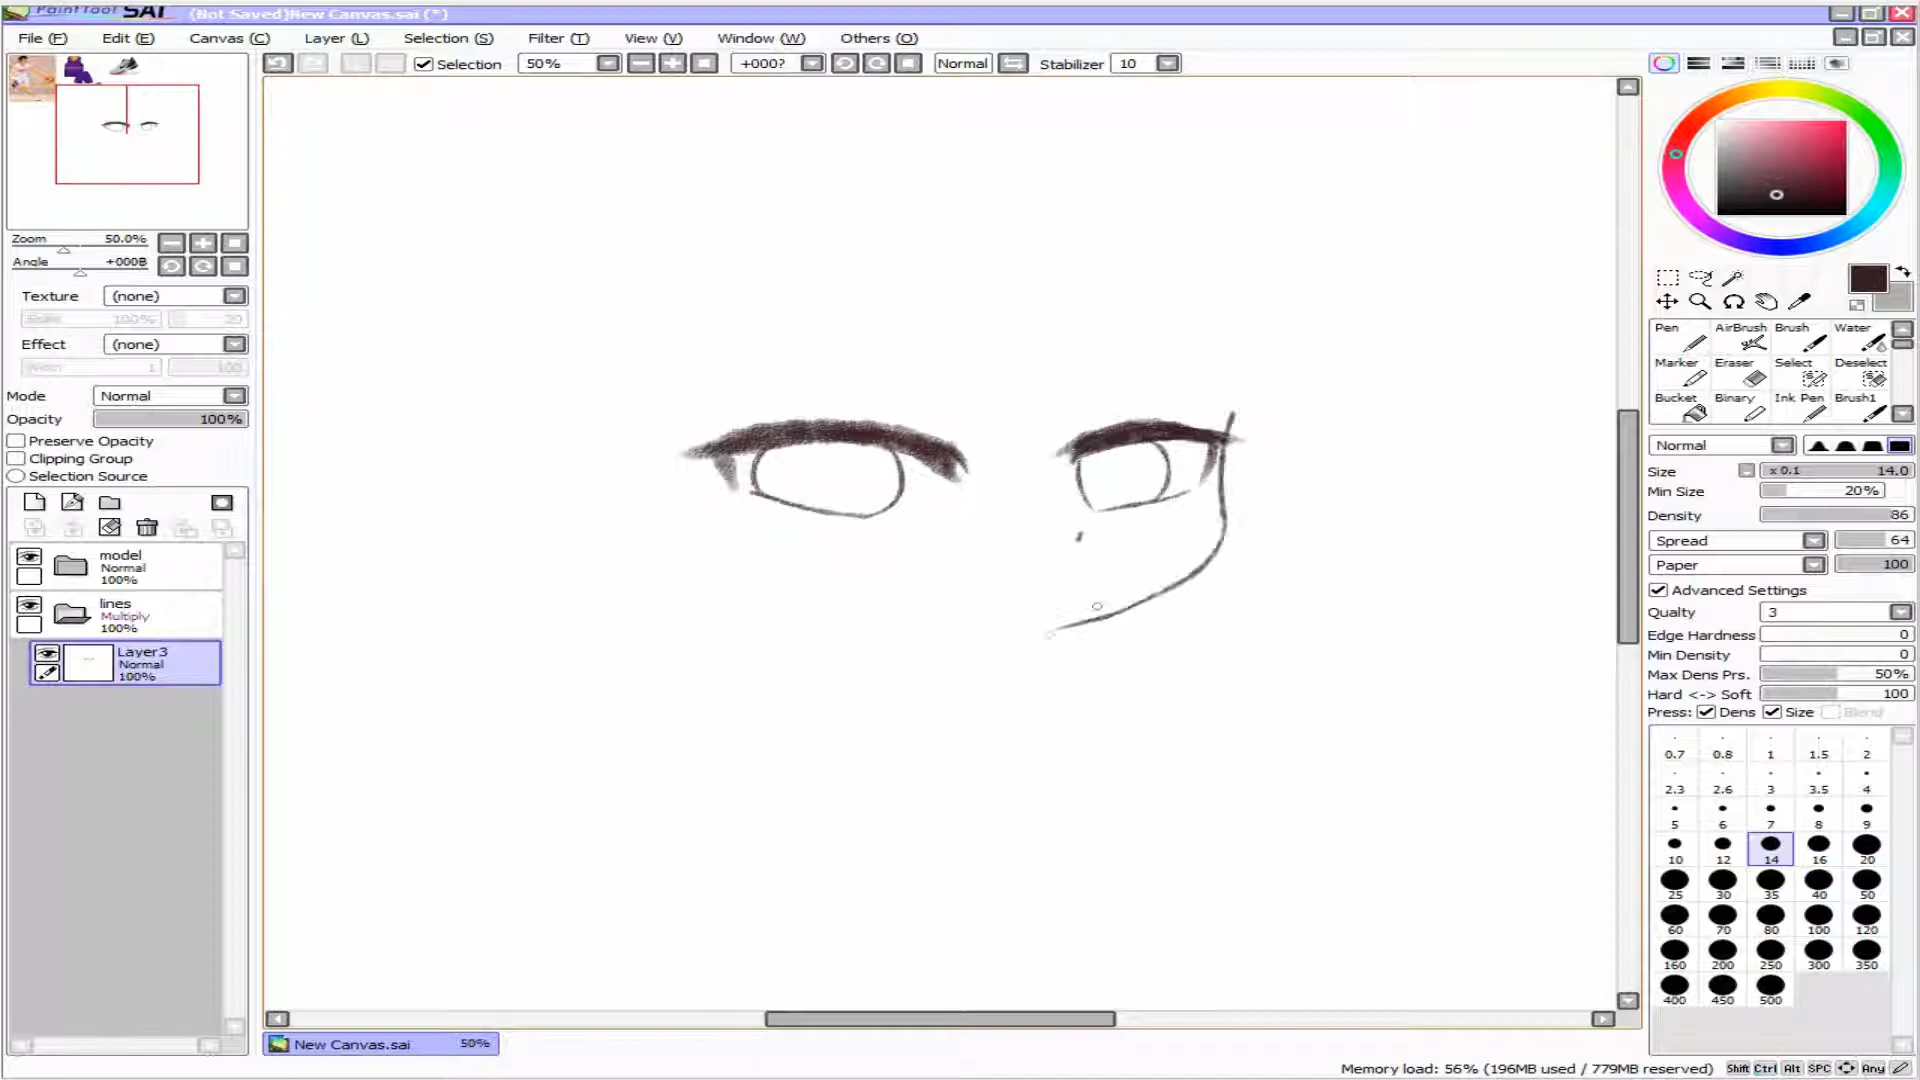 PaintTool SAI (Not Saved)New Canvas.sai (*)
File (F) Edit (E) Canvas (C) Layer (L) Selection (S) Filter (T) View (V) Window (W) Others (O)
Selection 50% +000? Normal Stabilizer 10
Zoom 50.0%
Angle +000B
Texture (none)
100% 20
Effect (none)
1 100
Mode Normal
Opacity 100%
Preserve Opacity
Clipping Group
Selection Source
model
Normal
100%
lines
Multiply
100%
Layer3
Normal
100%
Pen AirBrush Brush Water
Marker Eraser Select Deselect
Bucket Binary Ink Pen Brush1
Normal
Size x 0.1 14.0
Min Size 20%
Density 86
Spread 64
Paper 100
Advanced Settings
Qualty 3
Edge Hardness 0
Min Density 0
Max Dens Prs. 50%
Hard <-> Soft 100
Press: Dens Size Blend
0.7 0.8 1 1.5 2
2.3 2.6 3 3.5 4
5 6 7 8 9
10 12 14 16 20
25 30 35 40 50
60 70 80 100 120
160 200 250 300 350
400 450 500
New Canvas.sai 50%
Memory load: 56% (196MB used / 779MB reserved) Shift Ctrl Alt SPC Any